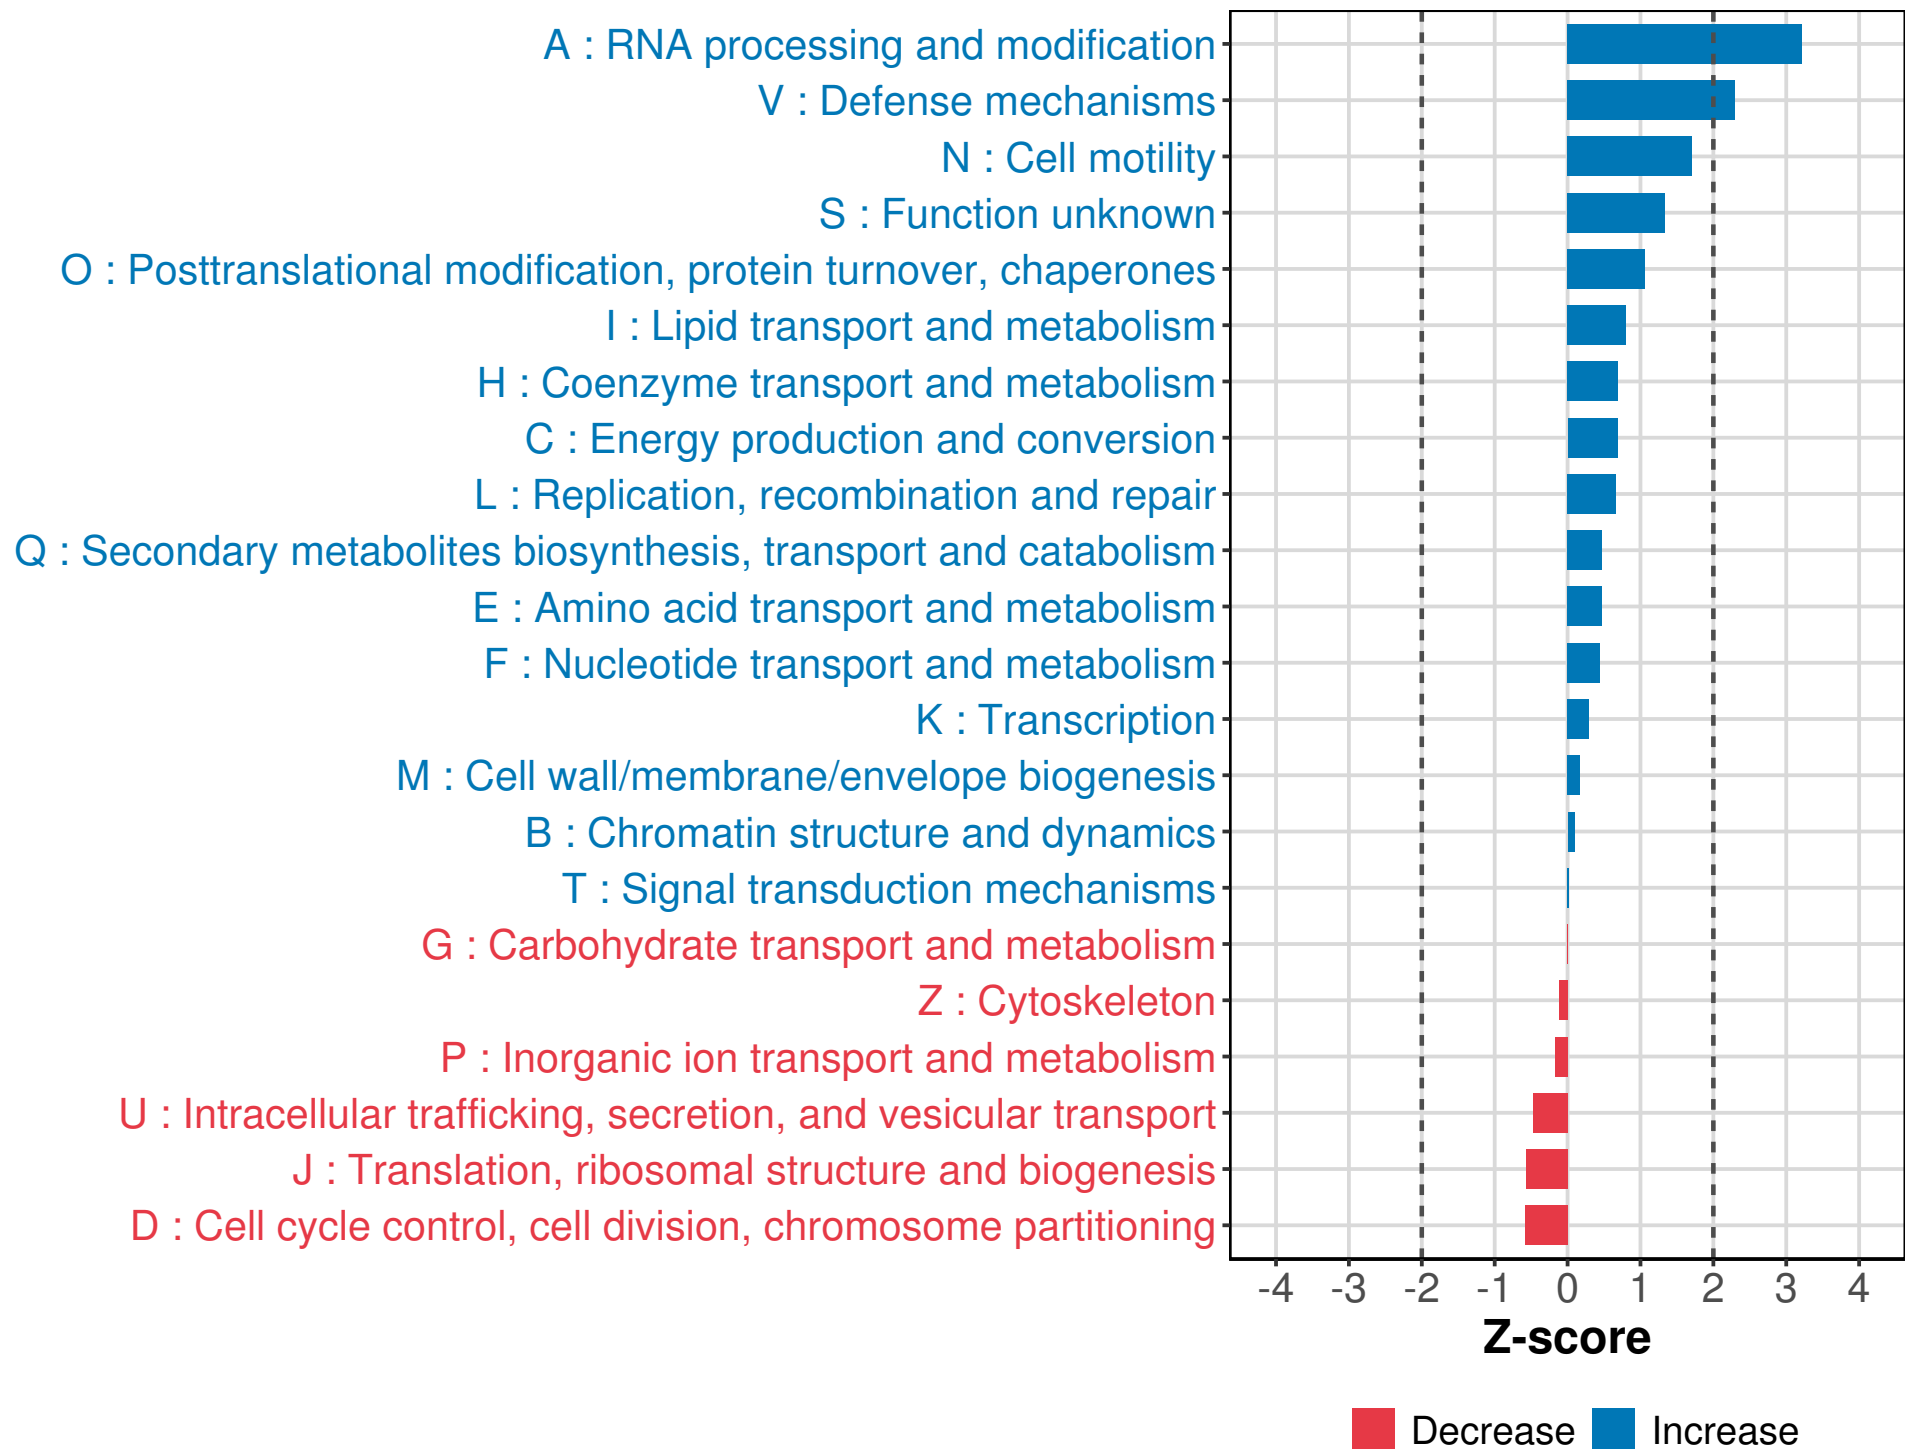 A : RNA processing and modification
V : Defense mechanisms
N : Cell motility
S : Function unknown
O : Posttranslational modification, protein turnover, chaperones
I : Lipid transport and metabolism
H : Coenzyme transport and metabolism
C : Energy production and conversion
L : Replication, recombination and repair
Q : Secondary metabolites biosynthesis, transport and catabolism
E : Amino acid transport and metabolism
F : Nucleotide transport and metabolism
K : Transcription
M : Cell wall/membrane/envelope biogenesis
B : Chromatin structure and dynamics
T : Signal transduction mechanisms
G : Carbohydrate transport and metabolism
Z : Cytoskeleton
P : Inorganic ion transport and metabolism
U : Intracellular trafficking, secretion, and vesicular transport
J : Translation, ribosomal structure and biogenesis
D : Cell cycle control, cell division, chromosome partitioning
-4 -3 -2 -1 0 1 2 3 4
Z-score
Decrease Increase